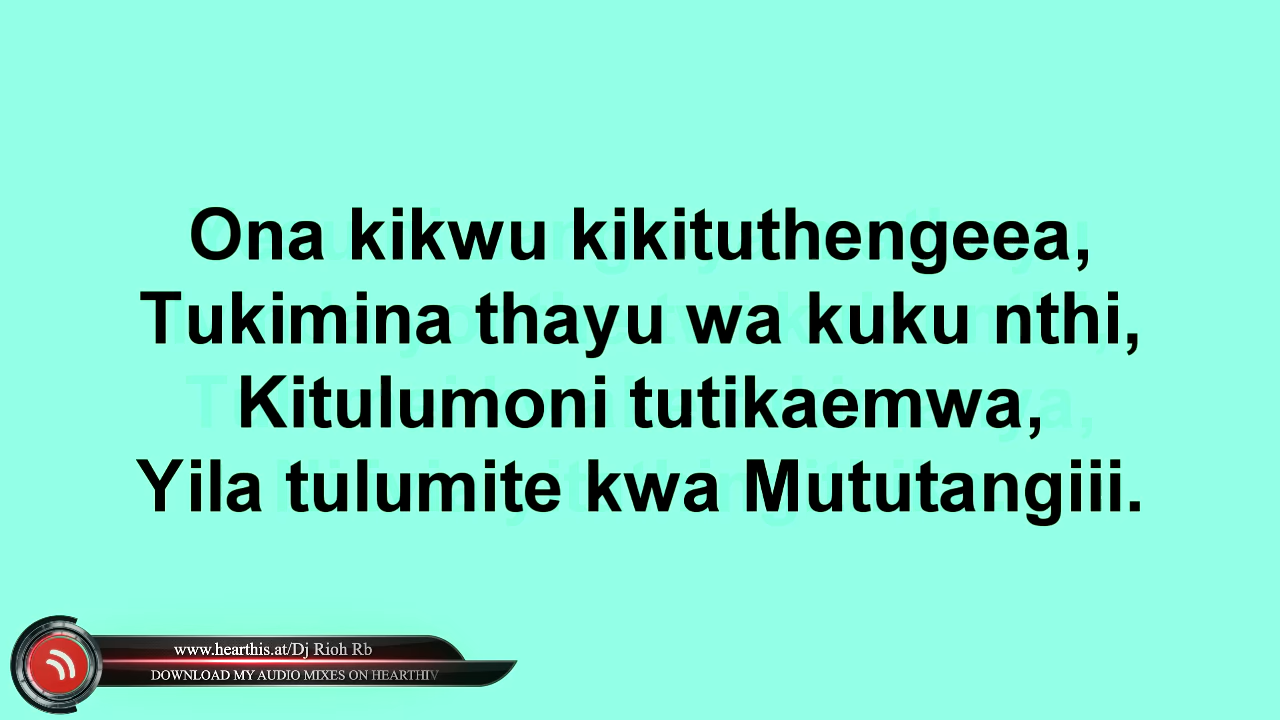 Ona kikwu kikituthengeea,
Tukimina thayu wa kuku nthi,
Kitulumoni tutikaemwa,
Yila tulumite kwa Mututangiii.
www.hearthis.at/Dj Rioh Rb
DOWNLOAD MY AUDIO MIXES ON HEARTHIV